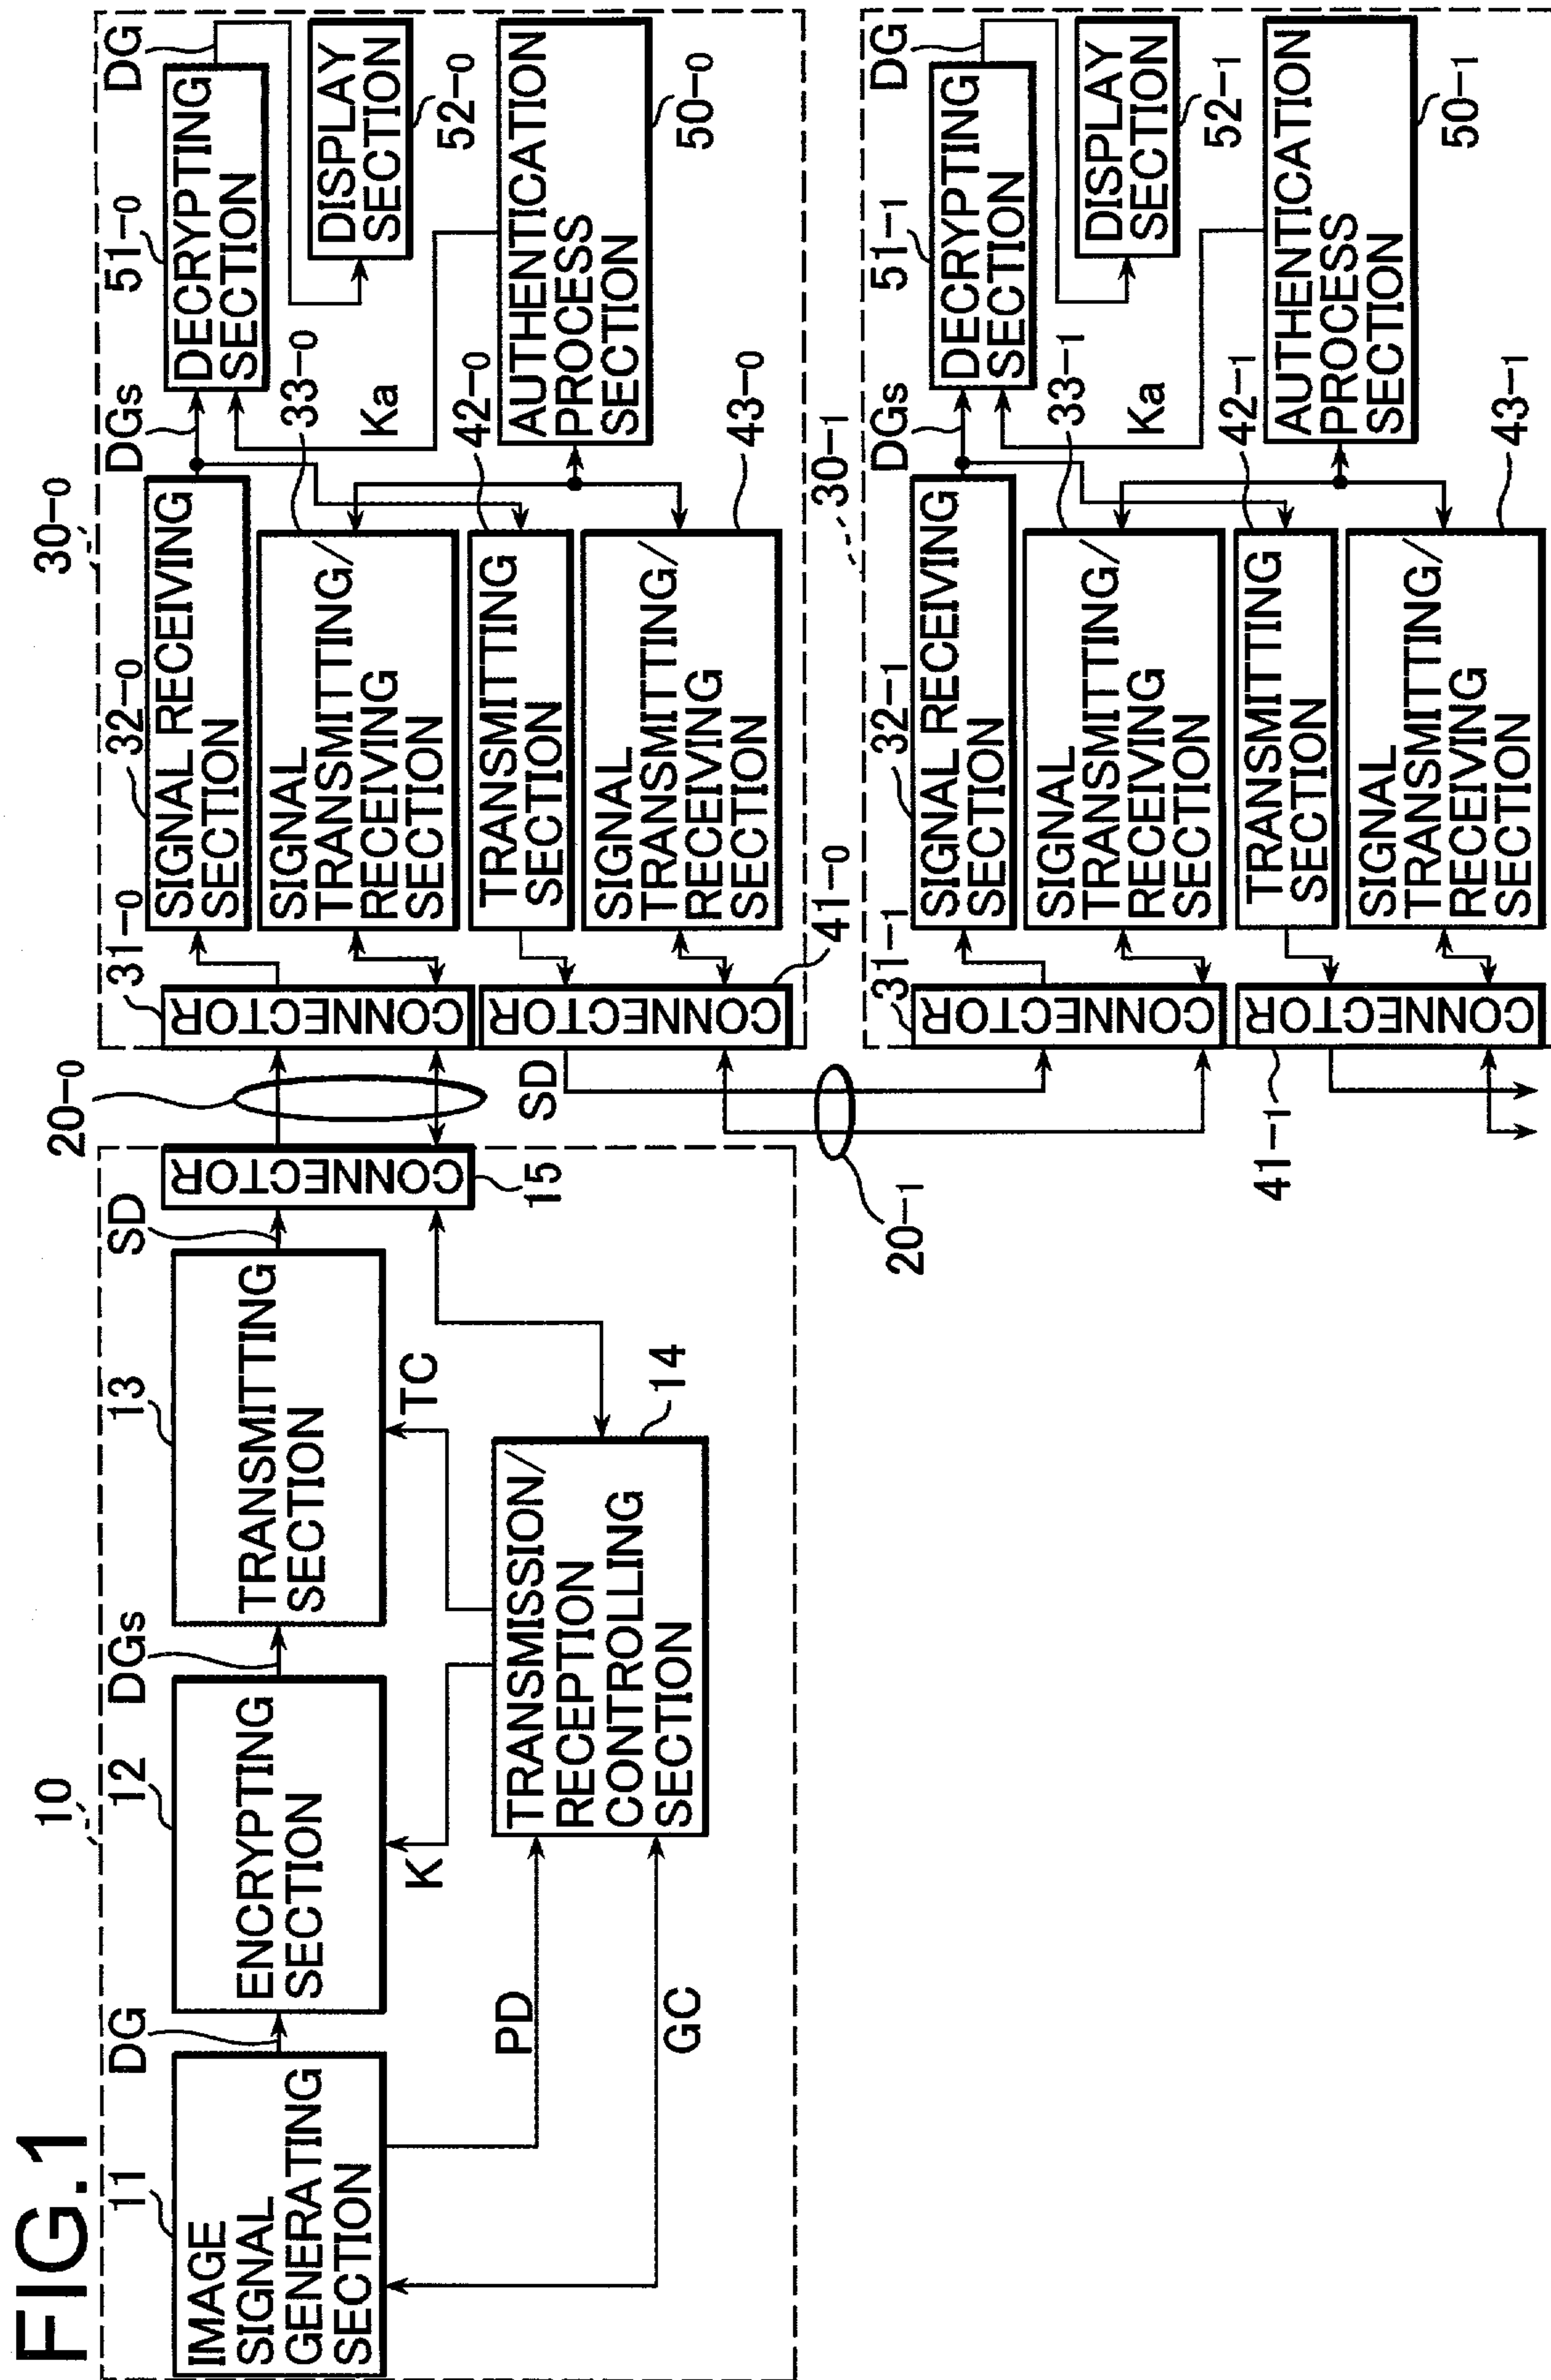 FIG.1
10
11
IMAGE
SIGNAL
GENERATING
SECTION
DG
12
ENCRYPTING
SECTION
DGs
13
TRANSMITTING
SECTION
SD
CONNECTOR
15
K
TC
PD
GC
TRANSMISSION/
RECEPTION
CONTROLLING
SECTION
14
20-0
30-0
31-0
CONNECTOR
32-0
SIGNAL RECEIVING
SECTION
SIGNAL
TRANSMITTING/
RECEIVING
SECTION
33-0
TRANSMITTING
SECTION
42-0
SIGNAL
TRANSMITTING/
RECEIVING
SECTION
43-0
CONNECTOR
41-0
SD
DGs
51-0
DECRYPTING
SECTION
DG
Ka
DISPLAY
SECTION
52-0
AUTHENTICATION
PROCESS
SECTION
50-0
20-1
30-1
31-1
CONNECTOR
32-1
SIGNAL RECEIVING
SECTION
SIGNAL
TRANSMITTING/
RECEIVING
SECTION
33-1
TRANSMITTING
SECTION
42-1
SIGNAL
TRANSMITTING/
RECEIVING
SECTION
43-1
CONNECTOR
41-1
DGs
51-1
DECRYPTING
SECTION
DG
Ka
DISPLAY
SECTION
52-1
AUTHENTICATION
PROCESS
SECTION
50-1